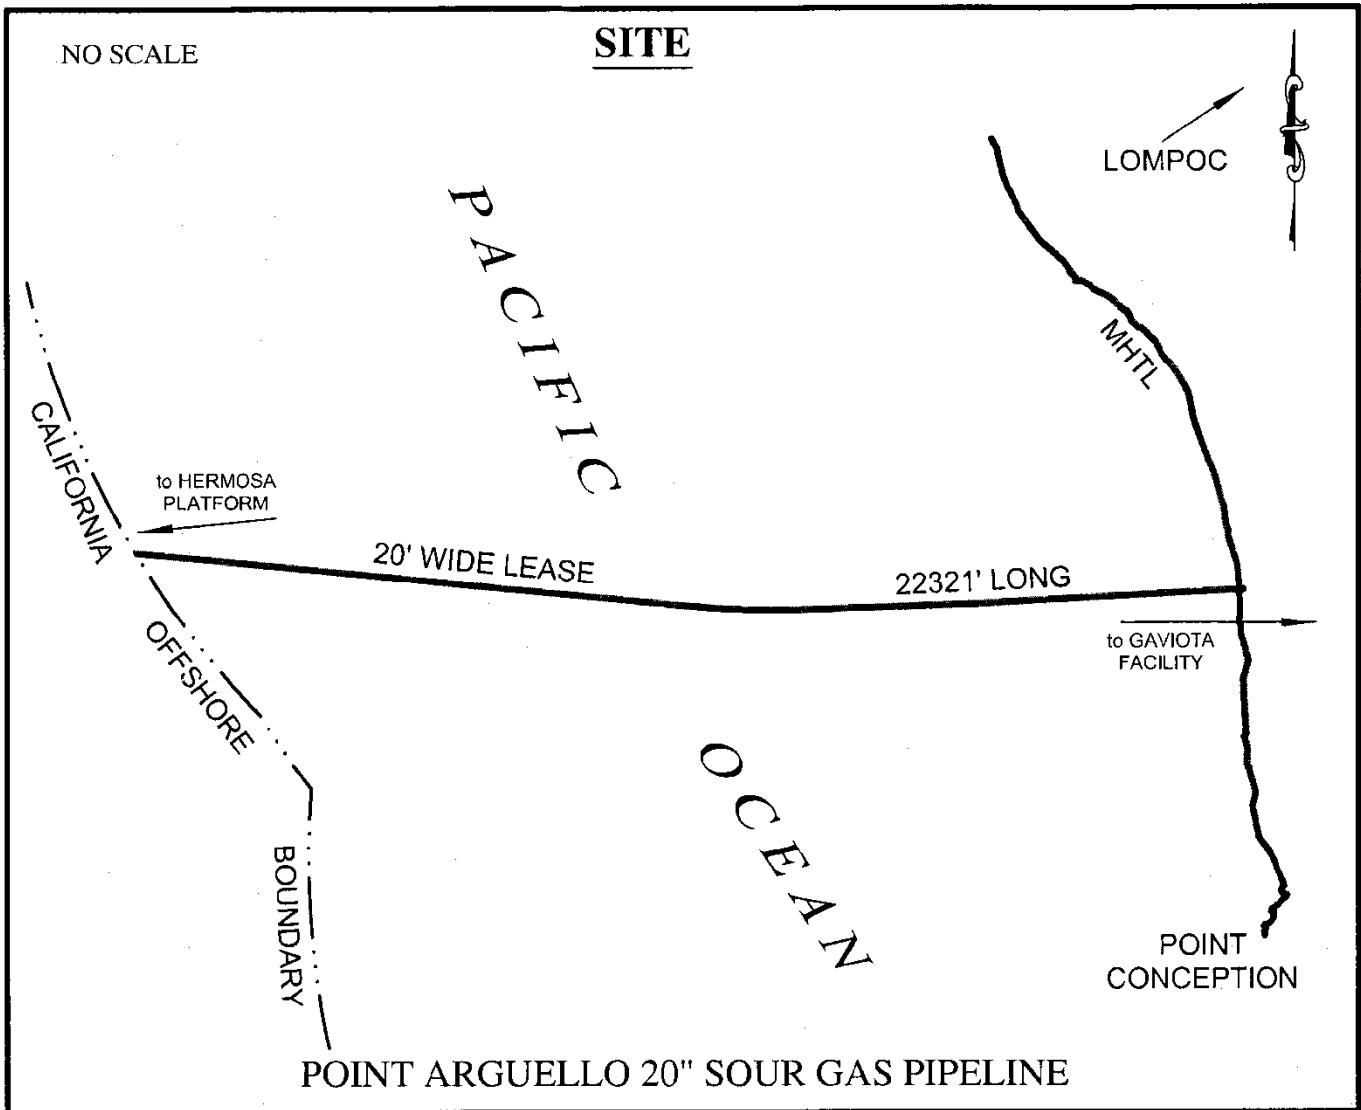 NO SCALE
SITE
LOMPOC
PACIFIC
MHTL
CALIFORNIA
to HERMOSA
PLATFORM
20' WIDE LEASE
22321' LONG
to GAVIOTA
FACILITY
OFFSHORE
OCEAN
BOUNDARY
POINT
CONCEPTION
POINT ARGUELLO 20" SOUR GAS PIPELINE